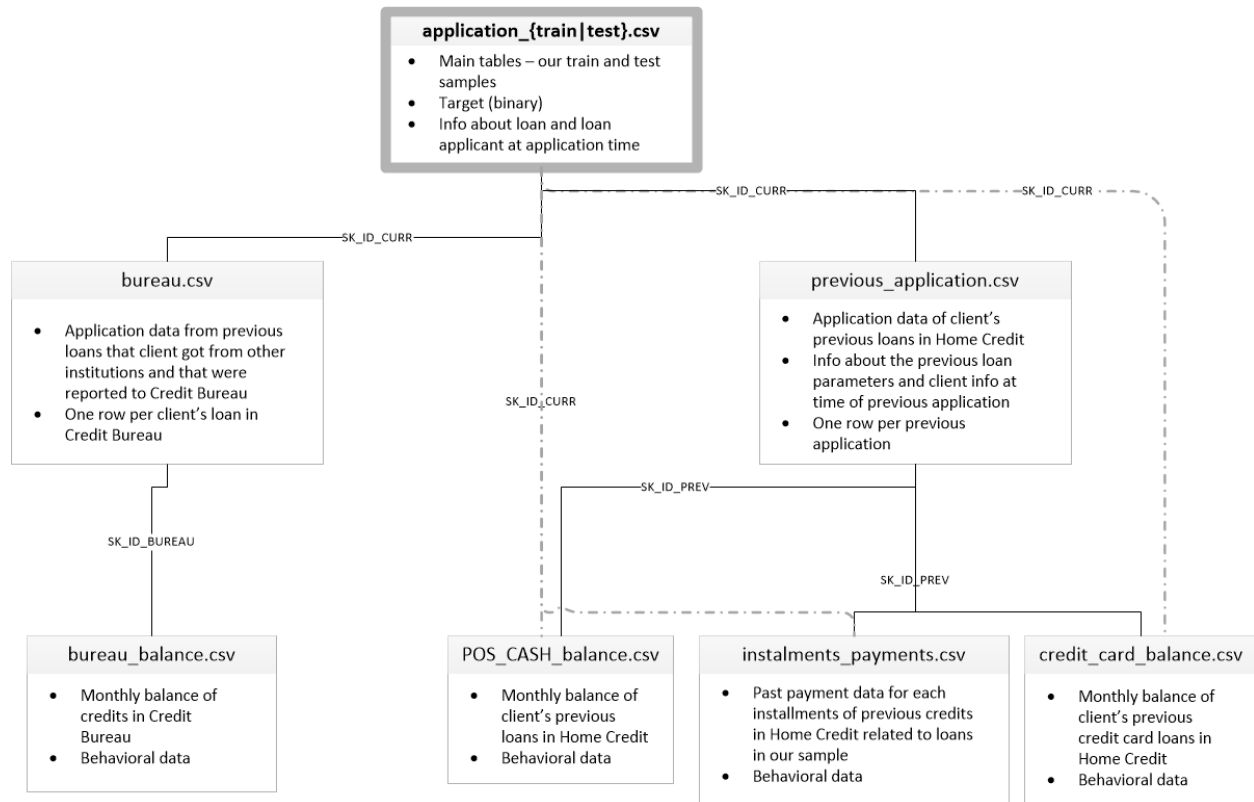 application_{train|test}.csv
• Main tables – our train and test
samples
• Target (binary)
• Info about loan and loan
applicant at application time
SK_ID_CURR
SK_ID_CURR
SK_ID_CURR
bureau.csv
• Application data from previous
loans that client got from other
institutions and that were
reported to Credit Bureau
• One row per client’s loan in
Credit Bureau
previous_application.csv
• Application data of client’s
previous loans in Home Credit
• Info about the previous loan
parameters and client info at
time of previous application
• One row per previous
application
SK_ID_CURR
SK_ID_PREV
SK_ID_BUREAU
SK_ID_PREV
bureau_balance.csv
• Monthly balance of
credits in Credit
Bureau
• Behavioral data
POS_CASH_balance.csv
• Monthly balance of
client’s previous
loans in Home Credit
• Behavioral data
instalments_payments.csv
• Past payment data for each
installments of previous credits
in Home Credit related to loans
in our sample
• Behavioral data
credit_card_balance.csv
• Monthly balance of
client’s previous
credit card loans in
Home Credit
• Behavioral data